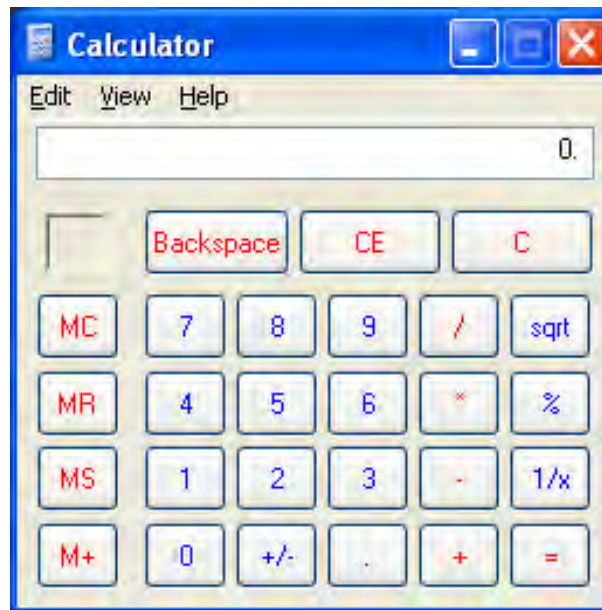 Calculator
Edit View Help
0.
Backspace CE C
MC 7 8 9 / sqrt
MR 4 5 6 * %
MS 1 2 3 - 1/x
M+ 0 +/- . + =